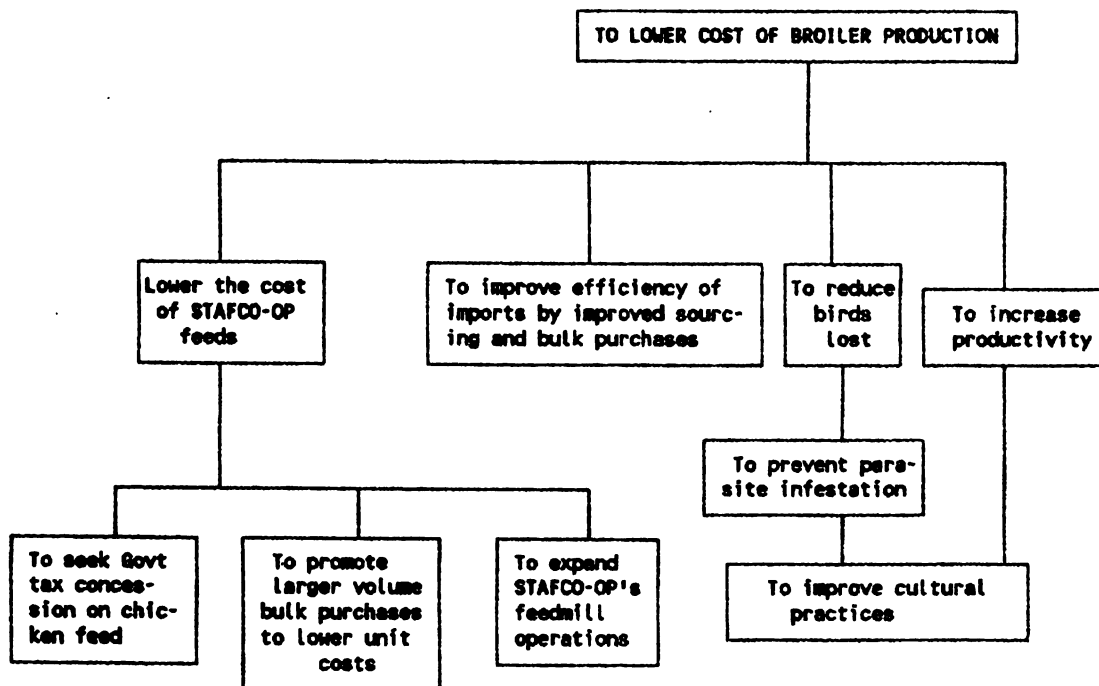 TO LOWER COST OF BROILER PRODUCTION
Lower the cost
of STAFCO-OP
feeds
To improve efficiency of
imports by improved sourc-
ing and bulk purchases
To reduce
birds
lost
To increase
productivity
To prevent para-
site infestation
To seek Govt
tax conces-
sion on chic-
ken feed
To promote
larger volume
bulk purchases
to lower unit
costs
To expand
STAFCO-OP's
feedmill
operations
To improve cultural
practices